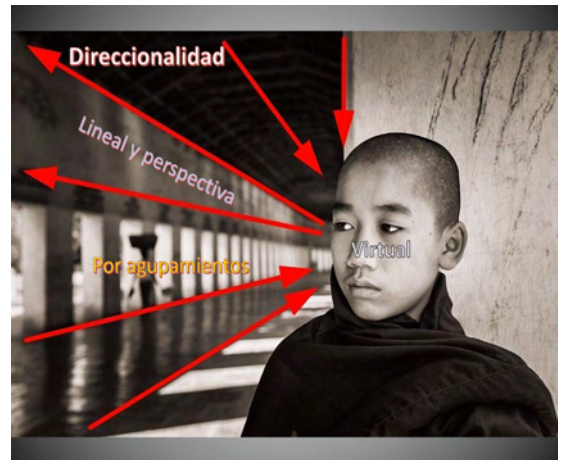 Direccionalidad
Lineal y perspectiva
Virtual
Por agupamientos